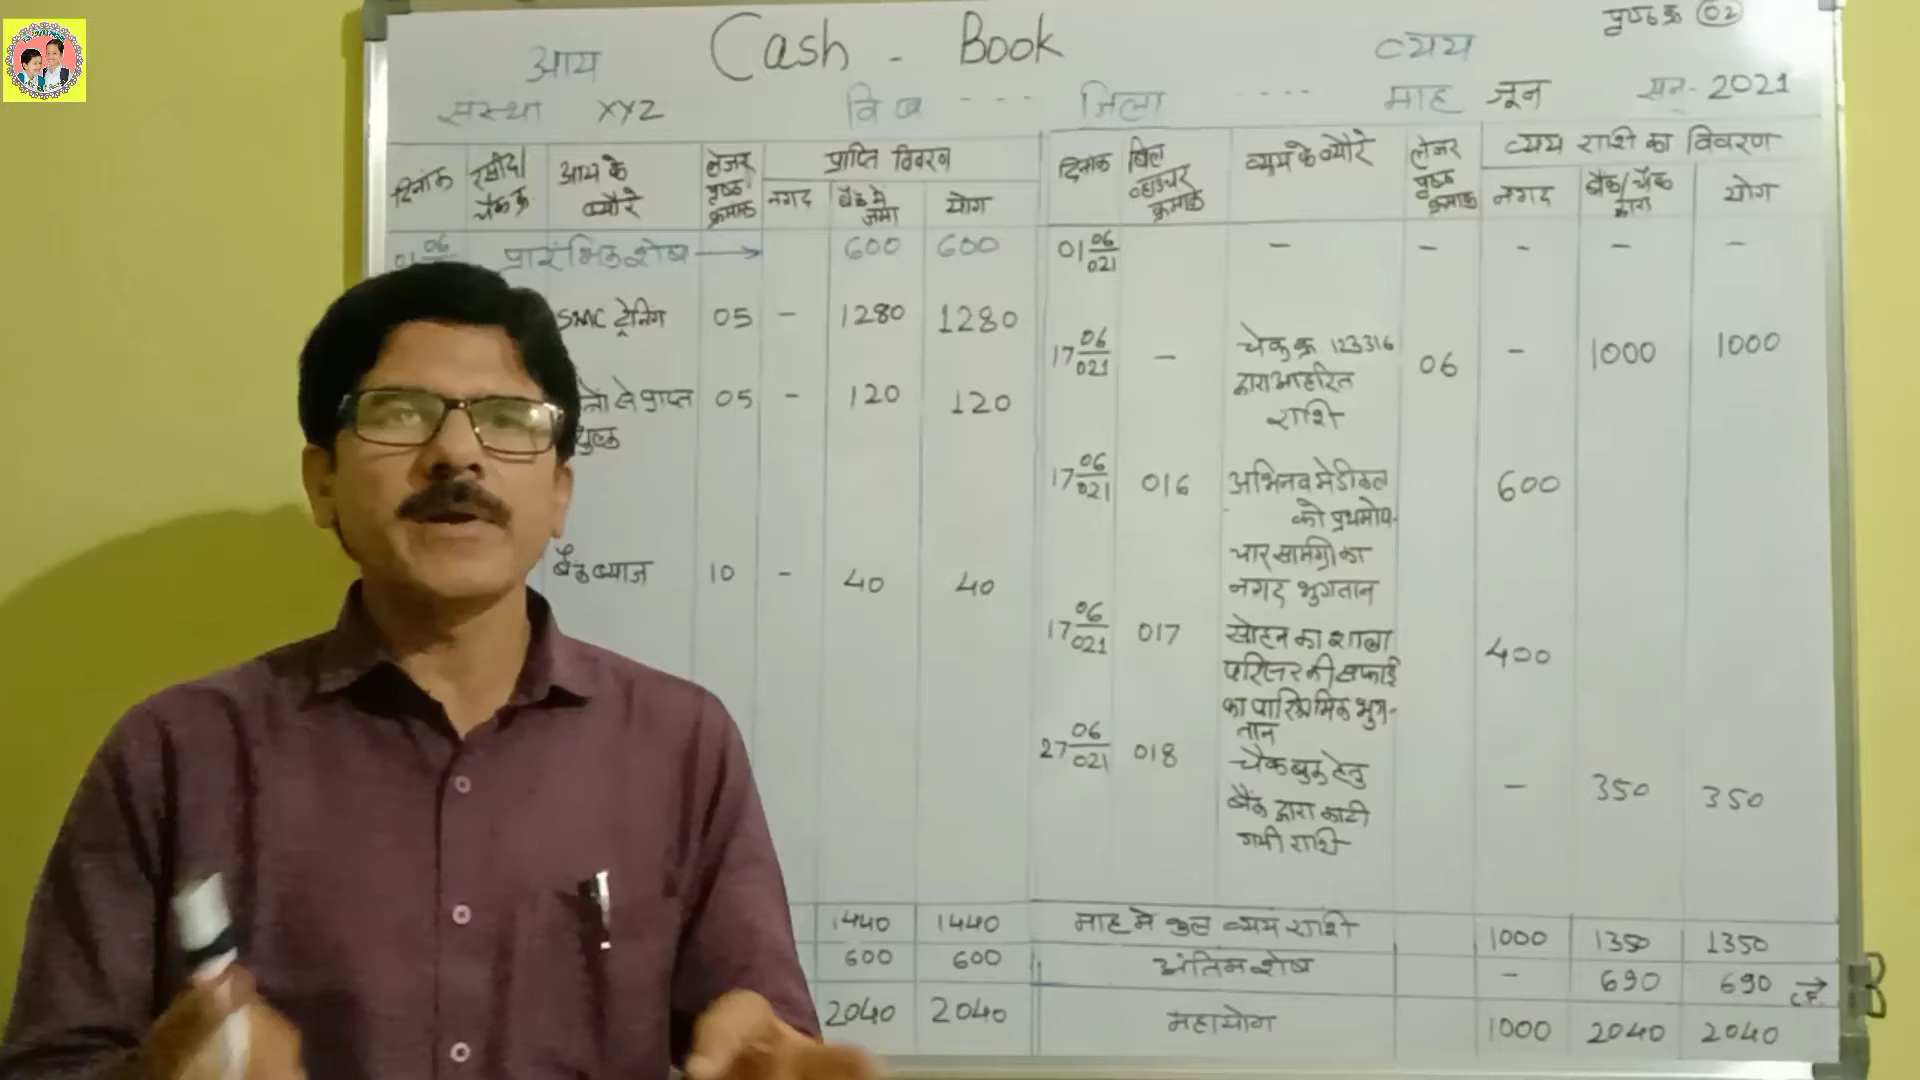 पृष्ठ क्र 02
Cash - Book
आय
व्यय
संस्था XYZ वि ख - - - - जिला - - - - माह जून सन्- 2021
दिनांक रसीद/ चैक क्र. आय के ब्यौरे लेजर पृष्ठ क्रमांक प्राप्ति विवरण
नगद बैंक मे जमा योग
दिनांक बिल व्हाउचर क्रमांक व्यय के ब्यौरे लेजर पृष्ठ क्रमांक व्यय राशि का विवरण
नगद बैंक/चैक द्वारा योग
01 06 प्रारंभिक शेष → 600 600
SMC ट्रेनिंग 05 - 1280 1280
से प्राप्त 05 - 120 120
शुल्क
बैंक ब्याज 10 - 40 40
1440 1440
600 600
2040 2040
01 06/021 - - - - -
17 06/021 - चेक क्र. 123316 06 - 1000 1000
द्वारा आहरित
राशि
17 06/021 016 अभिनव मेडीकल 600
को प्रथमोप-
चार सामग्री का
नगद भुगतान
17 06/021 017 सोहन का शाला 400
परिसर की सफाई
का पारिश्रमिक भुग-
तान
27 06/021 018 चैकबुक हेतु - 350 350
बैंक द्वारा काटी
गयी राशि
माह मे कुल व्यय राशि 1000 1350 1350
अंतिम शेष - 690 690
महायोग 1000 2040 2040